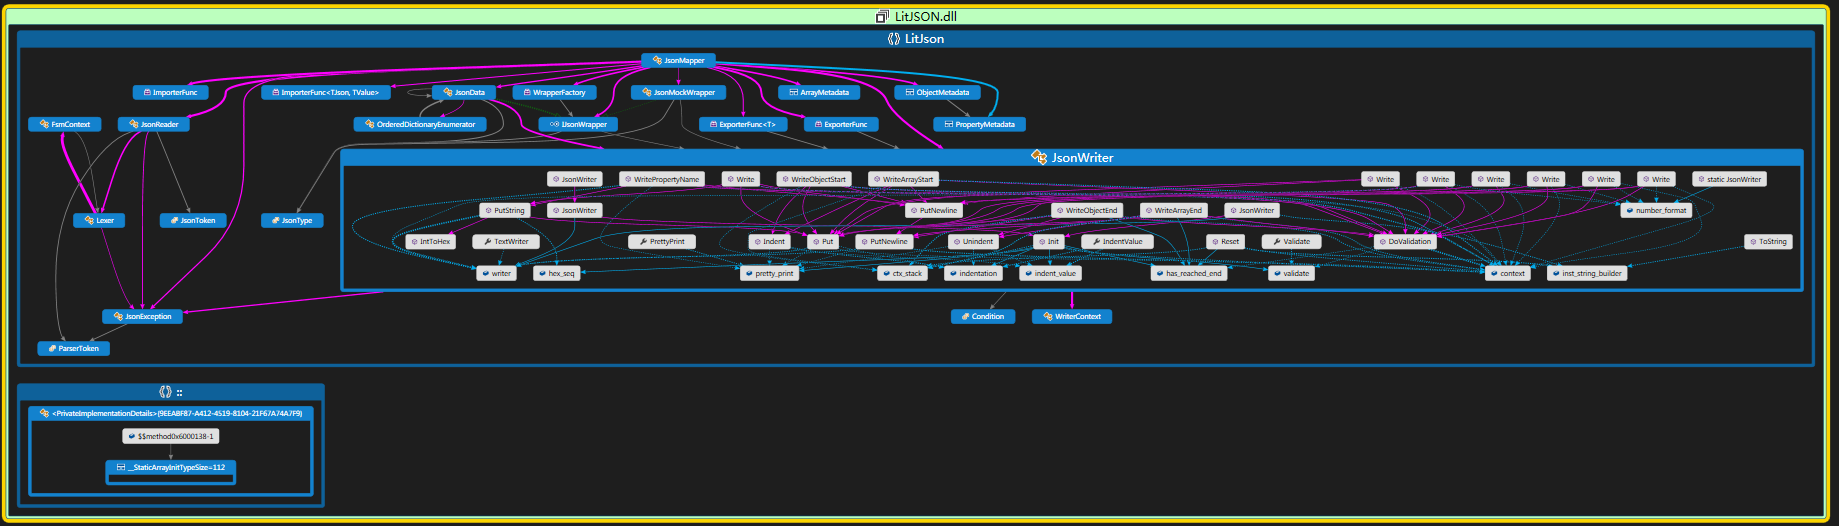 LitJSON.dll
LitJson
JsonMapper
ImporterFunc
ImporterFunc<TJson, TValue>
JsonData
WrapperFactory
JsonMockWrapper
ArrayMetadata
ObjectMetadata
FsmContext
JsonReader
OrderedDictionaryEnumerator
IJsonWrapper
ExporterFunc<T>
ExporterFunc
PropertyMetadata
JsonWriter
JsonWriter
WritePropertyName
Write
WriteObjectStart
WriteArrayStart
Write
Write
Write
Write
Write
Write
static JsonWriter
Lexer
JsonToken
JsonType
PutString
JsonWriter
PutNewline
WriteObjectEnd
WriteArrayEnd
JsonWriter
number_format
IntToHex
TextWriter
PrettyPrint
Indent
Put
PutNewline
Unindent
Init
IndentValue
Reset
Validate
DoValidation
ToString
writer
hex_seq
pretty_print
ctx_stack
indentation
indent_value
has_reached_end
validate
context
inst_string_builder
JsonException
Condition
WriterContext
ParserToken
::
<PrivateImplementationDetails>{9EEABF87-A412-4519-8104-21F67A74A7F9}
$$method0x6000138-1
__StaticArrayInitTypeSize=112